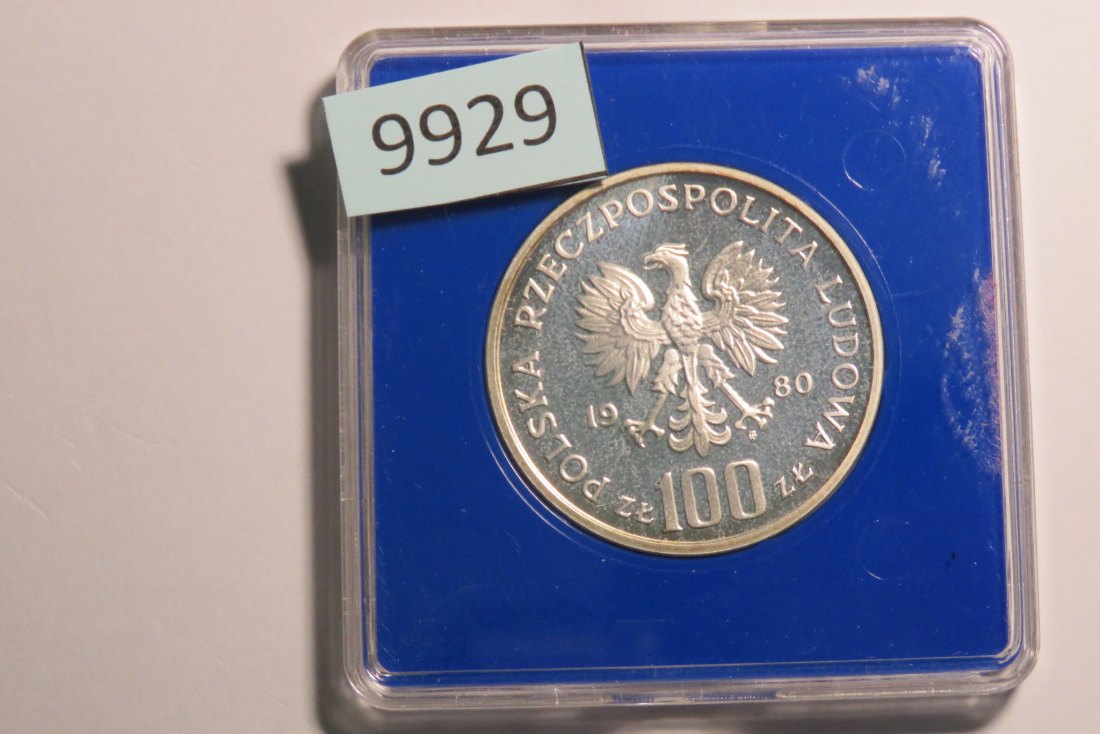 9929
POLSKA RZECZPOSPOLITA LUDOWA
19 80
ZŁ 100 ZŁ